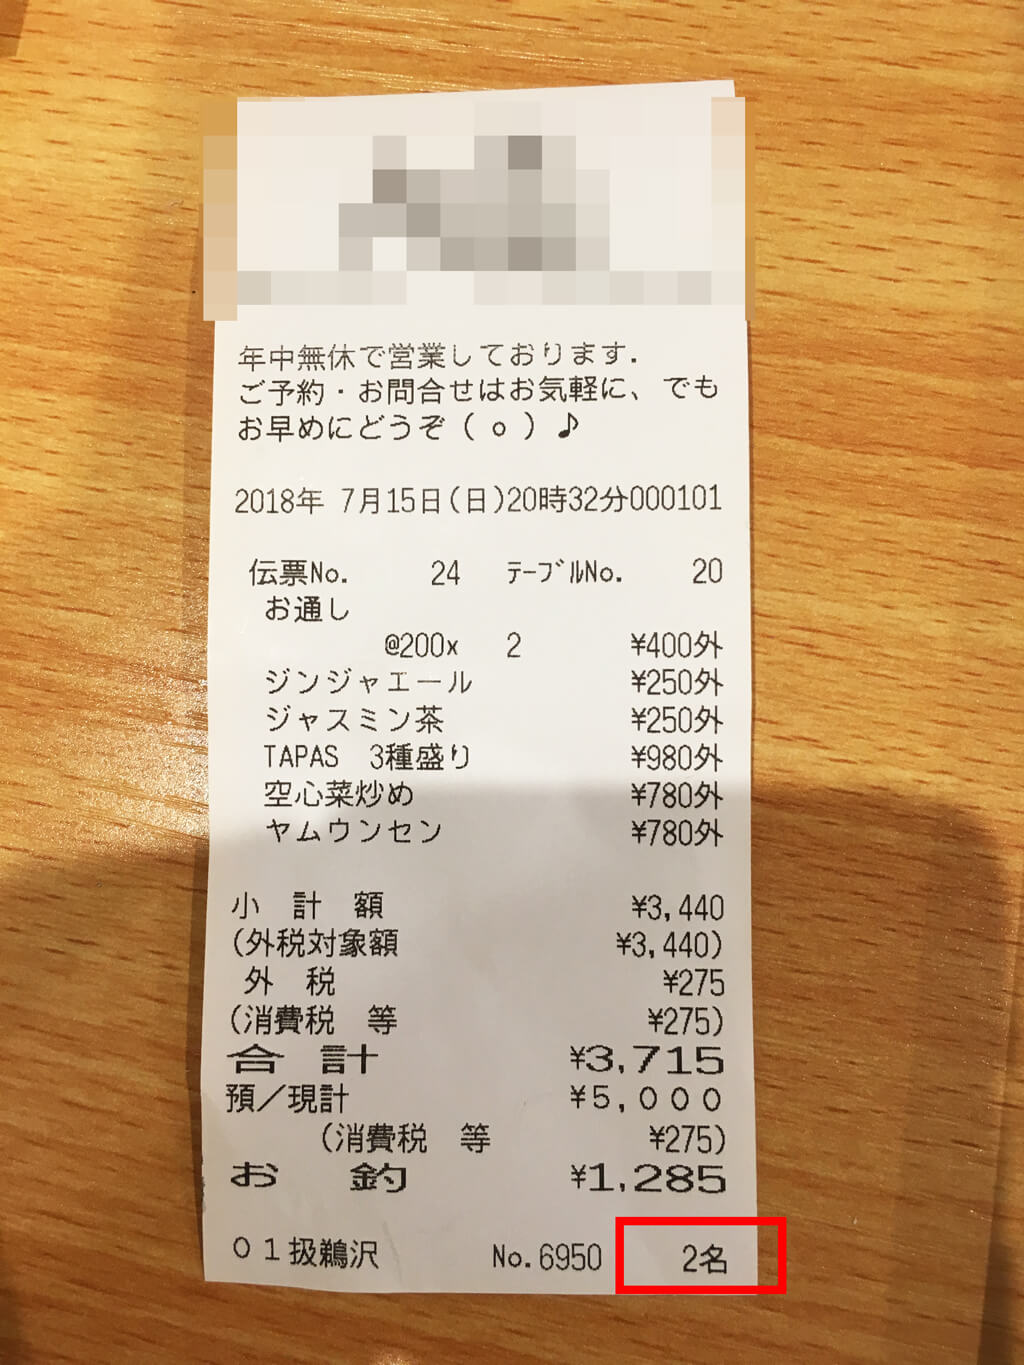 年中無休で営業しております.
ご予約・お問合せはお気軽に、でも
お早めにどうぞ(o)♪
2018年 7月15日(日)20時32分000101
伝票No. 24 テーブルNo. 20
お通し
@200x 2 ¥400外
ジンジャエール ¥250外
ジャスミン茶 ¥250外
TAPAS 3種盛り ¥980外
空心菜炒め ¥780外
ヤムウンセン ¥780外
小 計 額 ¥3,440
(外税対象額 ¥3,440)
外 税 ¥275
(消費税 等 ¥275)
合 計 ¥3,715
預/現計 ¥5,000
(消費税 等 ¥275)
お 釣 ¥1,285
01扱鵜沢 No.6950 2名